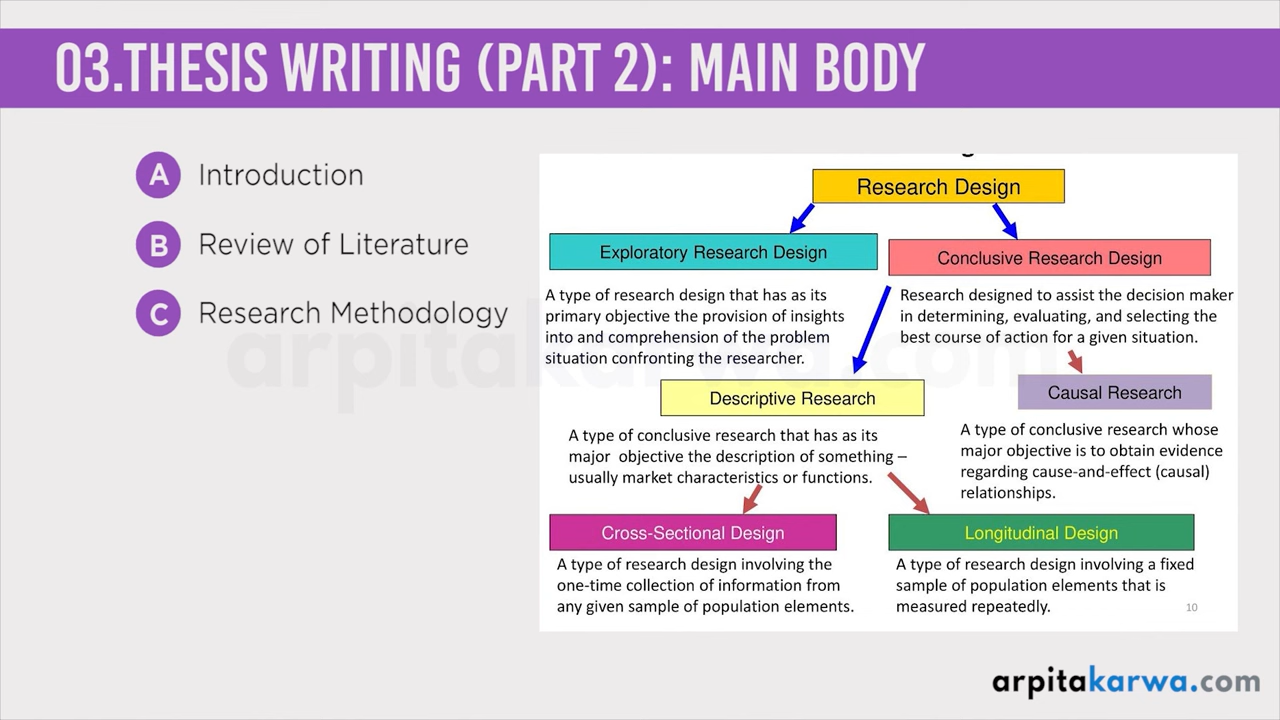 03.THESIS WRITING (PART 2): MAIN BODY
A Introduction
B Review of Literature
C Research Methodology
Research Design
Exploratory Research Design
A type of research design that has as its
primary objective the provision of insights
into and comprehension of the problem
situation confronting the researcher.
Conclusive Research Design
Research designed to assist the decision maker
in determining, evaluating, and selecting the
best course of action for a given situation.
Descriptive Research
A type of conclusive research that has as its
major objective the description of something –
usually market characteristics or functions.
Causal Research
A type of conclusive research whose
major objective is to obtain evidence
regarding cause-and-effect (causal)
relationships.
Cross-Sectional Design
A type of research design involving the
one-time collection of information from
any given sample of population elements.
Longitudinal Design
A type of research design involving a fixed
sample of population elements that is
measured repeatedly.
10
arpitakarwa.com
arpitakarwa.com